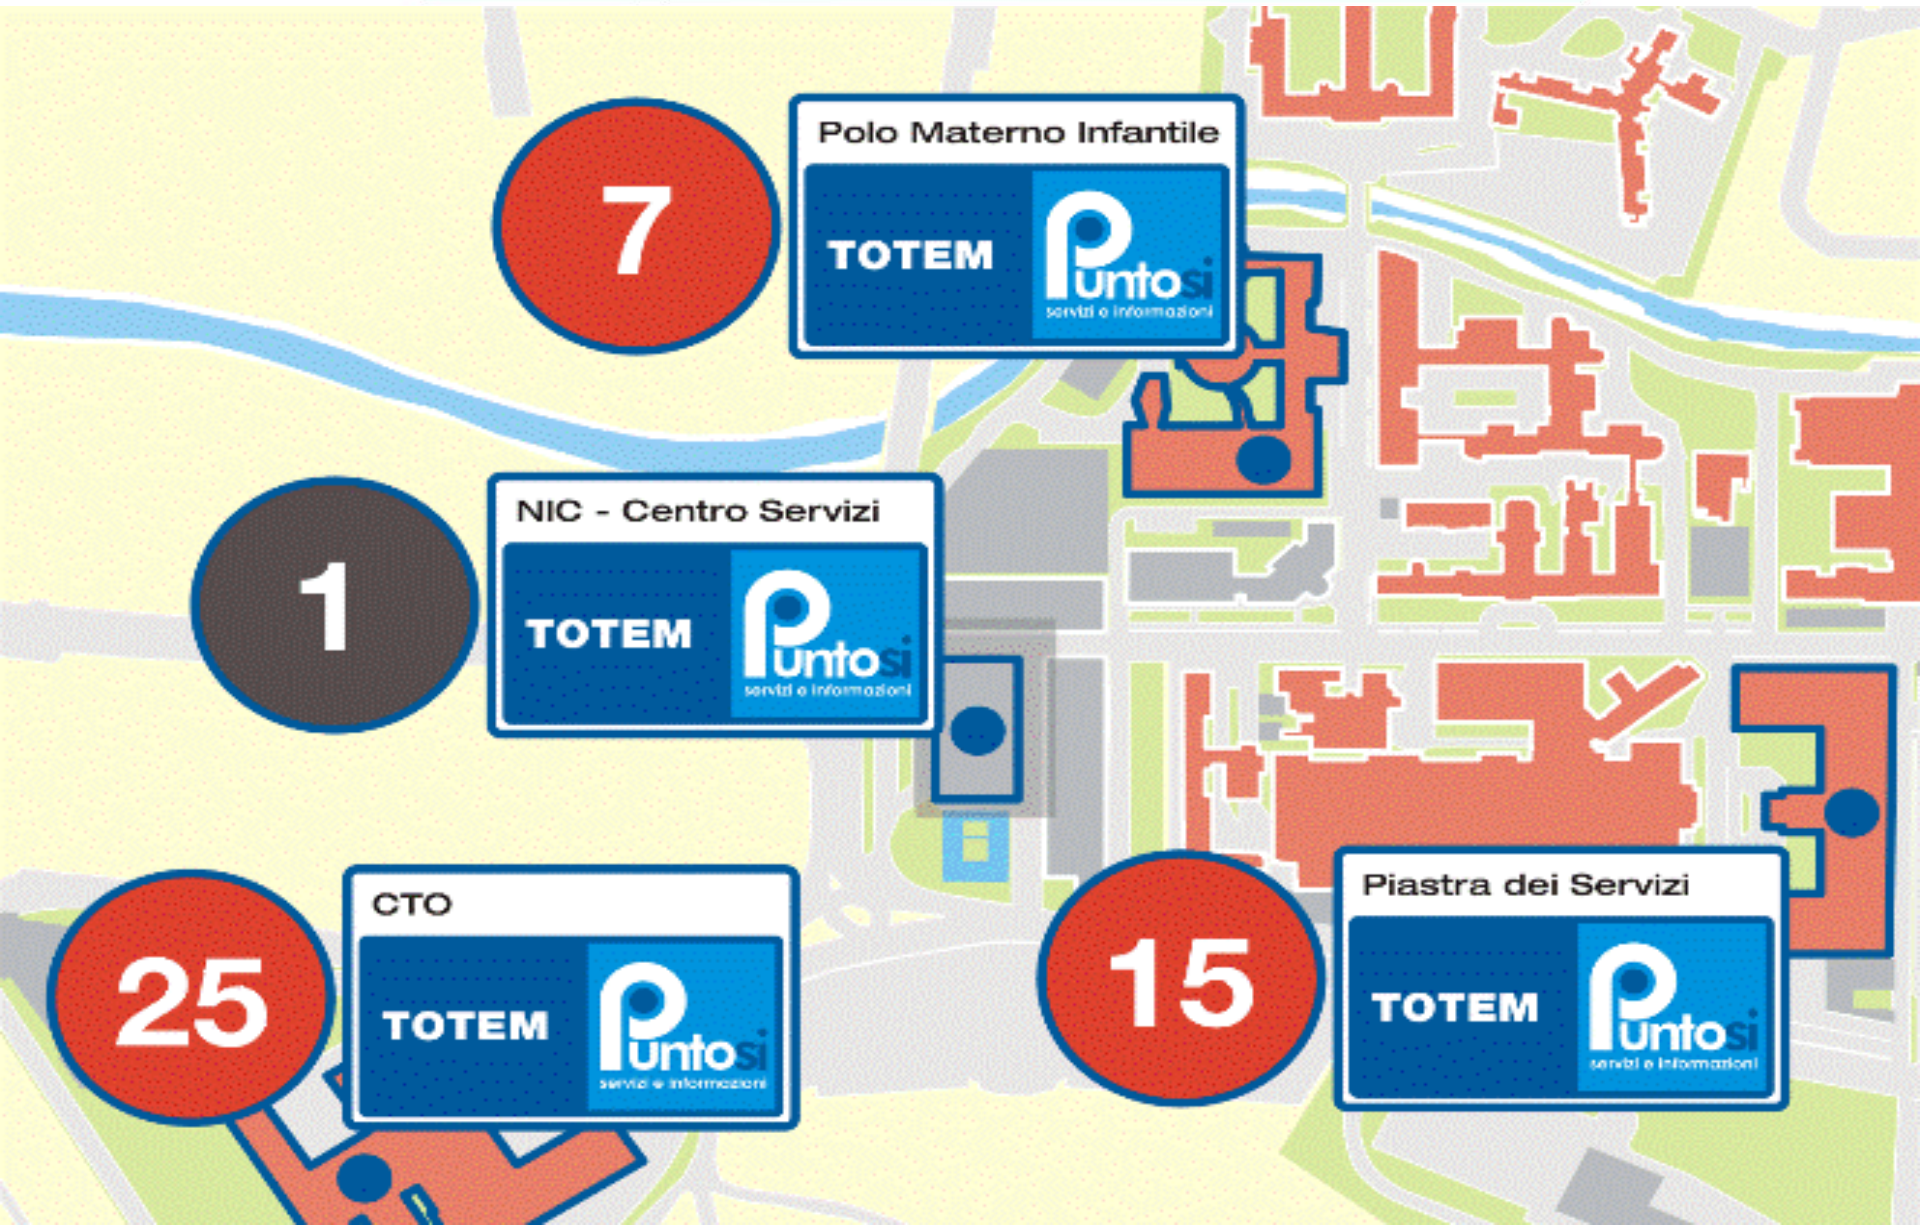 7
Polo Materno Infantile
TOTEM
Puntosi
servizi e informazioni
1
NIC - Centro Servizi
TOTEM
Puntosi
servizi e informazioni
25
CTO
TOTEM
Puntosi
servizi e informazioni
15
Piastra dei Servizi
TOTEM
Puntosi
servizi e informazioni